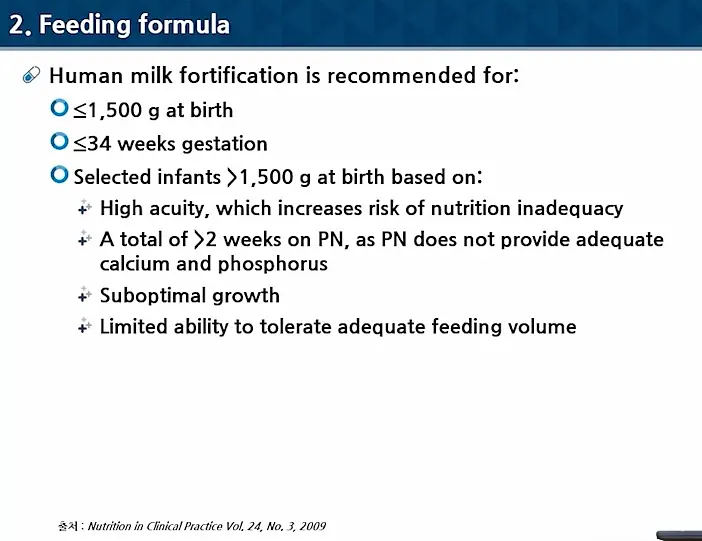 2. Feeding formula
Human milk fortification is recommended for:
≤1,500 g at birth
≤34 weeks gestation
Selected infants >1,500 g at birth based on:
High acuity, which increases risk of nutrition inadequacy
A total of >2 weeks on PN, as PN does not provide adequate
calcium and phosphorus
Suboptimal growth
Limited ability to tolerate adequate feeding volume
출처 : Nutrition in Clinical Practice Vol. 24, No. 3, 2009